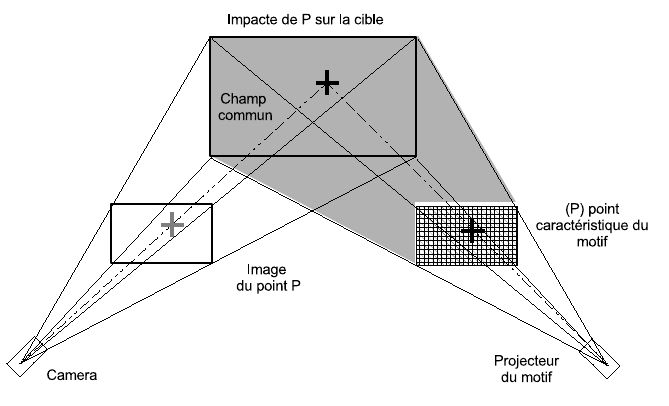 Impacte de P sur la cible
Champ
commun
(P) point
caractéristique du
motif
Image
du point P
Camera
Projecteur
du motif